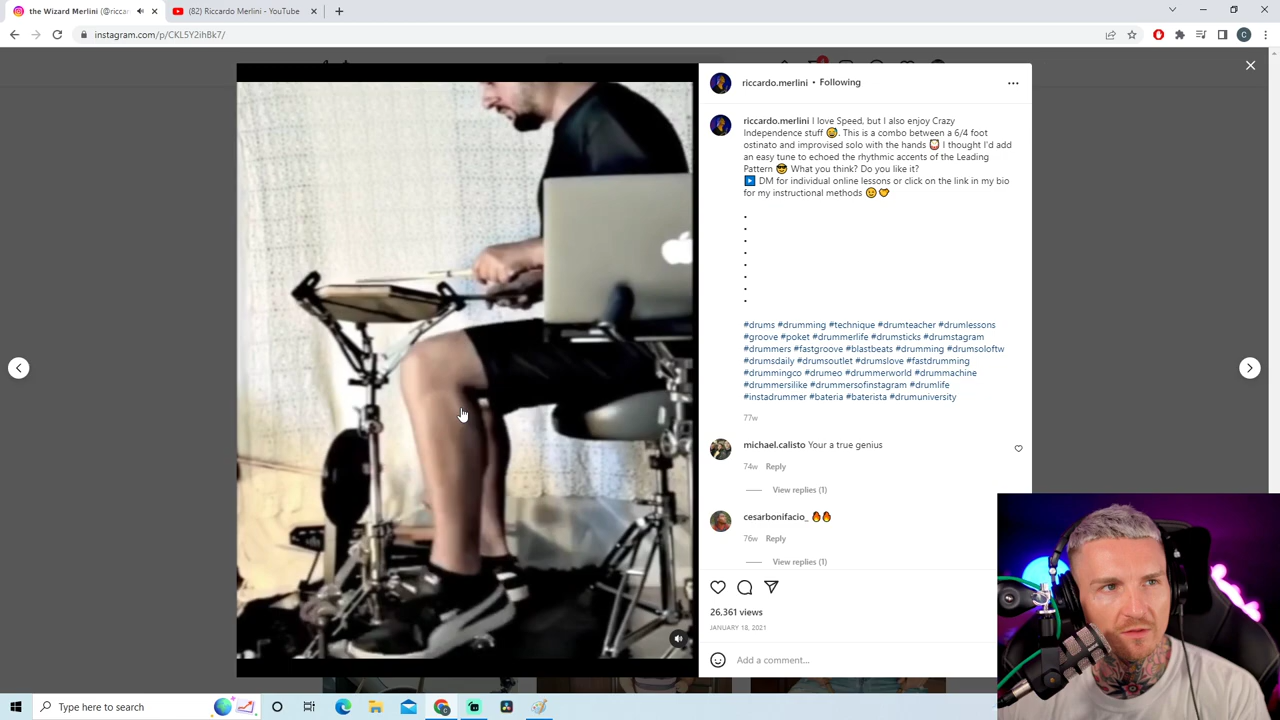 the Wizard Merlini (@riccar
(82) Riccardo Merlini - YouTube
instagram.com/p/CKL5Y2ihBk7/
C
riccardo.merlini • Following
riccardo.merlini I love Speed, but I also enjoy Crazy
Independence stuff 😅. This is a combo between a 6/4 foot
ostinato and improvised solo with the hands I thought I'd add
an easy tune to echoed the rhythmic accents of the Leading
Pattern 😎 What you think? Do you like it?
▶️ DM for individual online lessons or click on the link in my bio
for my instructional methods
.
.
.
.
.
.
.
.
#drums #drumming #technique #drumteacher #drumlessons
#groove #poket #drummerlife #drumsticks #drumstagram
#drummers #fastgroove #blastbeats #drumming #drumsoloftw
#drumsdaily #drumsoutlet #drumslove #fastdrumming
#drummingco #drumeo #drummerworld #drummachine
#drummersilike #drummersofinstagram #drumlife
#instadrummer #bateria #baterista #drumuniversity
77w
michael.calisto Your a true genius
74w Reply
View replies (1)
cesarbonifacio_ 🔥🔥
76w Reply
View replies (1)
26,361 views
JANUARY 18, 2021
Add a comment...
Type here to search